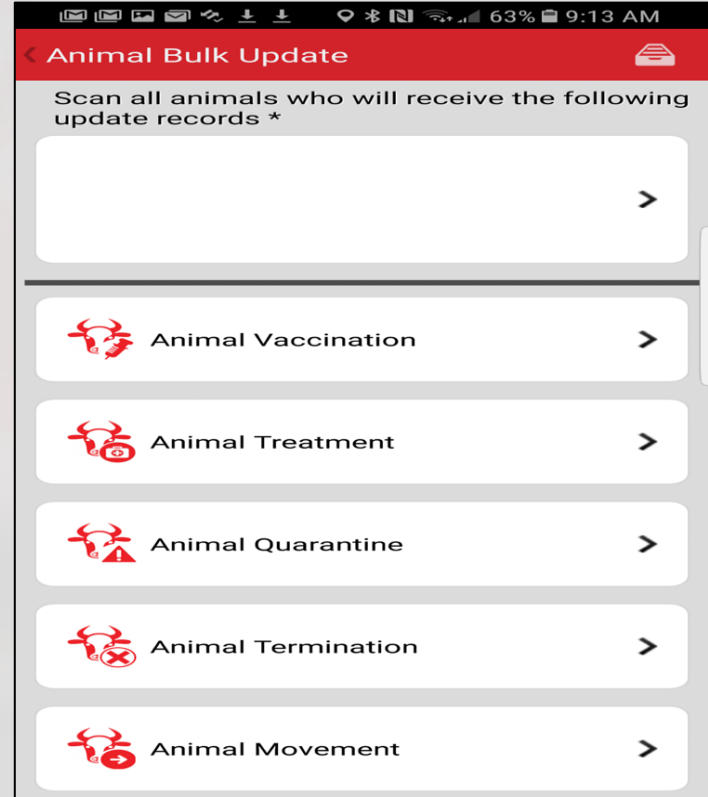 63% 9:13 AM
Animal Bulk Update
Scan all animals who will receive the following
update records *
Animal Vaccination
Animal Treatment
Animal Quarantine
Animal Termination
Animal Movement